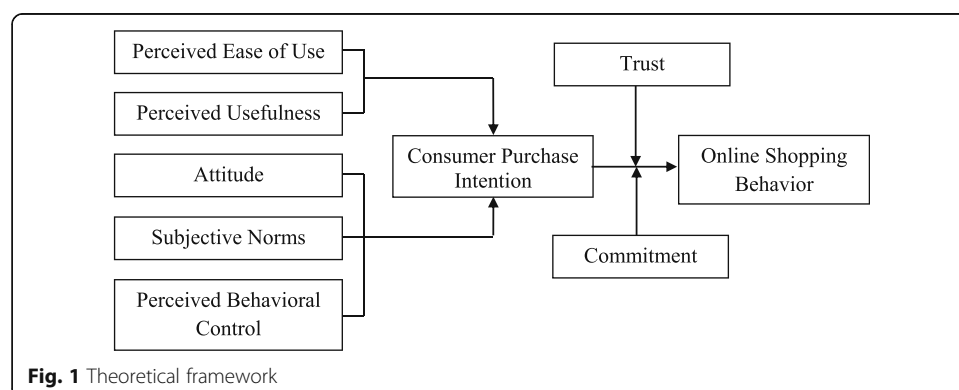 Perceived Ease of Use
Perceived Usefulness
Attitude
Subjective Norms
Perceived Behavioral
Control
Consumer Purchase
Intention
Trust
Commitment
Online Shopping
Behavior
Fig. 1 Theoretical framework